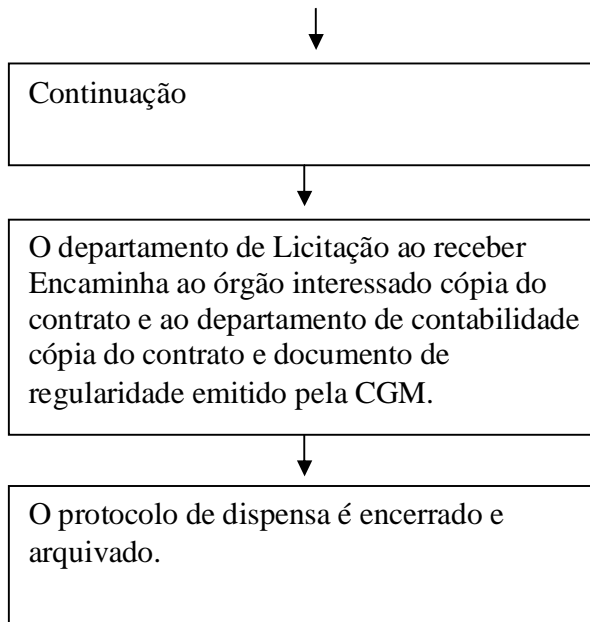 Continuação
O departamento de Licitação ao receber
Encaminha ao órgão interessado cópia do
contrato e ao departamento de contabilidade
cópia do contrato e documento de
regularidade emitido pela CGM.
O protocolo de dispensa é encerrado e
arquivado.